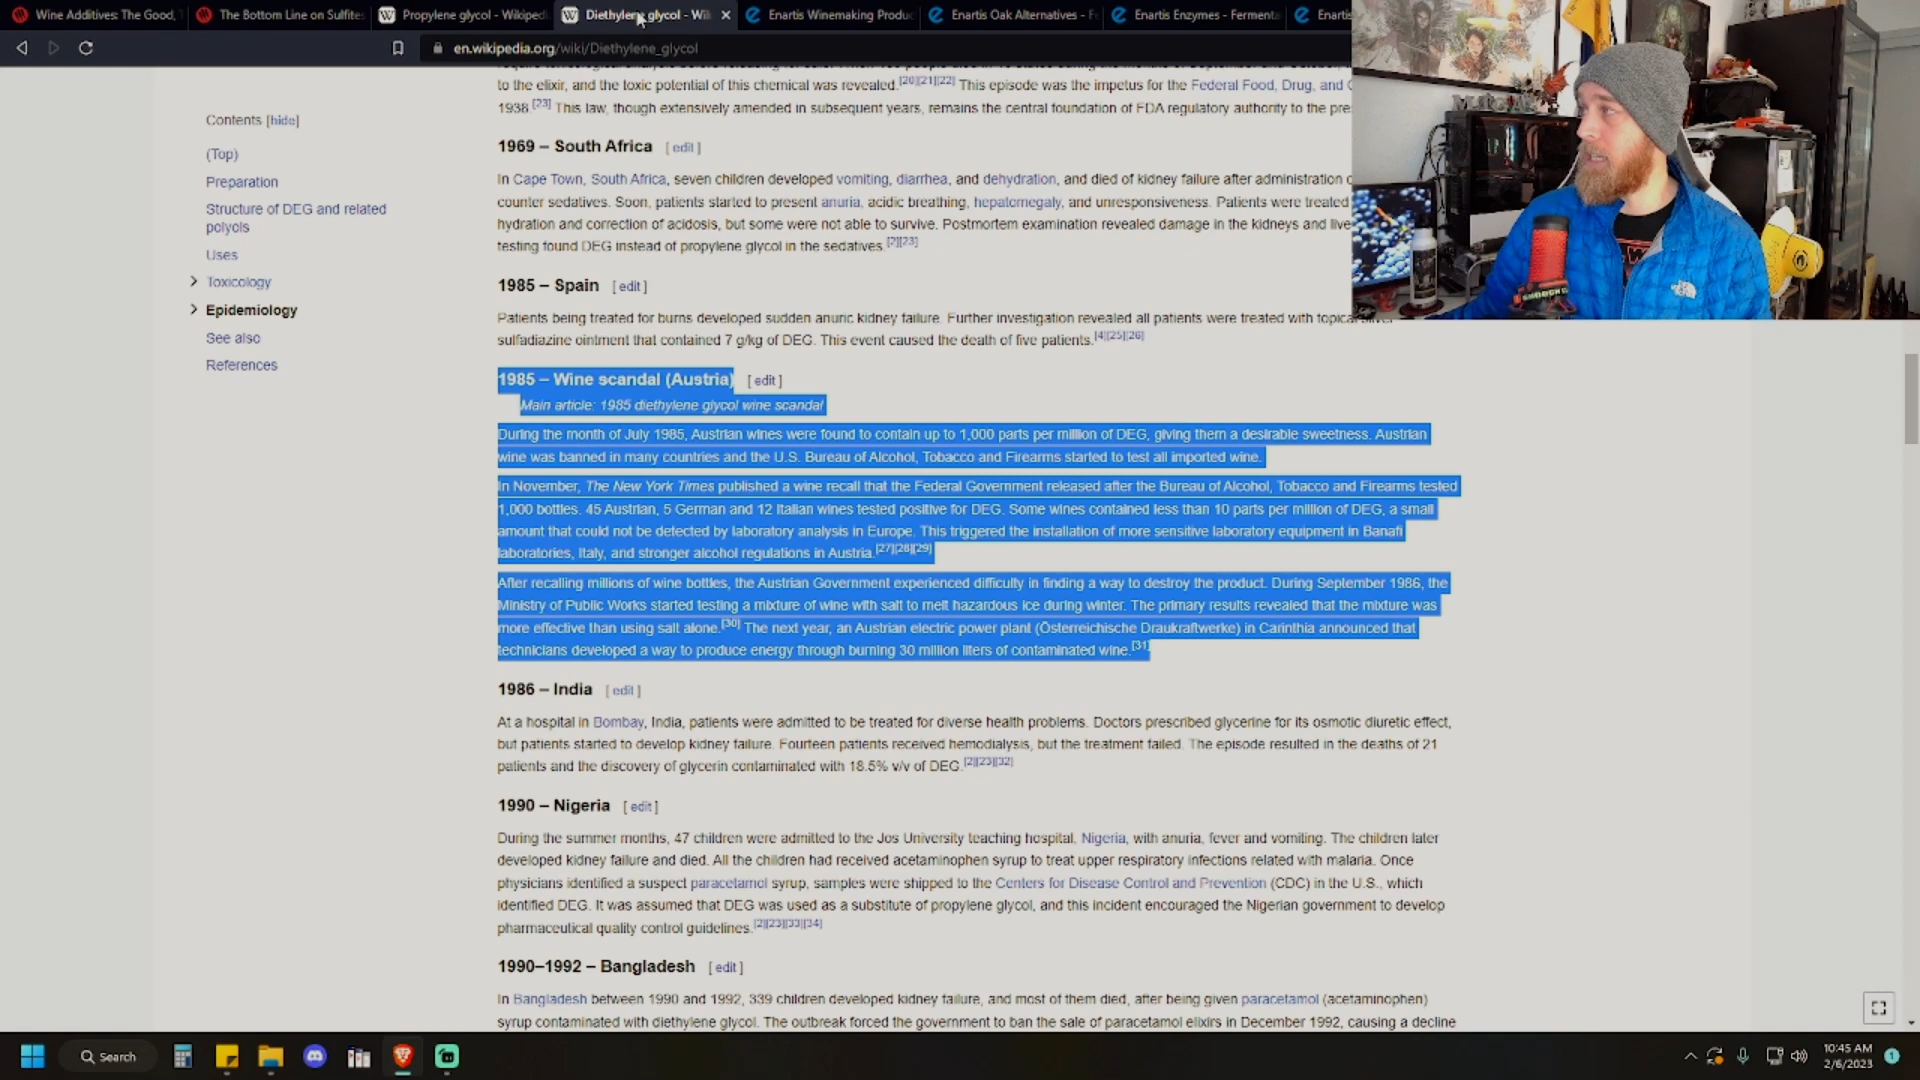 Wine Additives: The Good,
The Bottom Line on Sulfites
Propylene glycol - Wikiped
Diethylene glycol - Wi
Enartis Winemaking Produc
Enartis Oak Alternatives - F
Enartis Enzymes - Fermenta
Enartis
en.wikipedia.org/wiki/Diethylene_glycol
Contents [hide]
(Top)
Preparation
Structure of DEG and related
polyols
Uses
Toxicology
Epidemiology
See also
References
to the elixir, and the toxic potential of this chemical was revealed.[20][21][22] This episode was the impetus for the Federal Food, Drug, and C
1938.[23] This law, though extensively amended in subsequent years, remains the central foundation of FDA regulatory authority to the pre
1969 – South Africa [ edit ]
In Cape Town, South Africa, seven children developed vomiting, diarrhea, and dehydration, and died of kidney failure after administration o
counter sedatives. Soon, patients started to present anuria, acidic breathing, hepatomegaly, and unresponsiveness. Patients were treated
hydration and correction of acidosis, but some were not able to survive. Postmortem examination revealed damage in the kidneys and live
testing found DEG instead of propylene glycol in the sedatives.[2][23]
1985 – Spain [ edit ]
Patients being treated for burns developed sudden anuric kidney failure. Further investigation revealed all patients were treated with topical silver
sulfadiazine ointment that contained 7 g/kg of DEG. This event caused the death of five patients.[4][25][26]
1985 – Wine scandal (Austria) [ edit ]
Main article: 1985 diethylene glycol wine scandal
During the month of July 1985, Austrian wines were found to contain up to 1,000 parts per million of DEG, giving them a desirable sweetness. Austrian
wine was banned in many countries and the U.S. Bureau of Alcohol, Tobacco and Firearms started to test all imported wine.
In November, The New York Times published a wine recall that the Federal Government released after the Bureau of Alcohol, Tobacco and Firearms tested
1,000 bottles. 45 Austrian, 5 German and 12 Italian wines tested positive for DEG. Some wines contained less than 10 parts per million of DEG, a small
amount that could not be detected by laboratory analysis in Europe. This triggered the installation of more sensitive laboratory equipment in Banafi
laboratories, Italy, and stronger alcohol regulations in Austria.[27][28][29]
After recalling millions of wine bottles, the Austrian Government experienced difficulty in finding a way to destroy the product. During September 1986, the
Ministry of Public Works started testing a mixture of wine with salt to melt hazardous ice during winter. The primary results revealed that the mixture was
more effective than using salt alone.[30] The next year, an Austrian electric power plant (Österreichische Draukraftwerke) in Carinthia announced that
technicians developed a way to produce energy through burning 30 million liters of contaminated wine.[31]
1986 – India [ edit ]
At a hospital in Bombay, India, patients were admitted to be treated for diverse health problems. Doctors prescribed glycerine for its osmotic diuretic effect,
but patients started to develop kidney failure. Fourteen patients received hemodialysis, but the treatment failed. The episode resulted in the deaths of 21
patients and the discovery of glycerin contaminated with 18.5% v/v of DEG.[2][23][32]
1990 – Nigeria [ edit ]
During the summer months, 47 children were admitted to the Jos University teaching hospital, Nigeria, with anuria, fever and vomiting. The children later
developed kidney failure and died. All the children had received acetaminophen syrup to treat upper respiratory infections related with malaria. Once
physicians identified a suspect paracetamol syrup, samples were shipped to the Centers for Disease Control and Prevention (CDC) in the U.S., which
identified DEG. It was assumed that DEG was used as a substitute of propylene glycol, and this incident encouraged the Nigerian government to develop
pharmaceutical quality control guidelines.[2][23][33][34]
1990–1992 – Bangladesh [ edit ]
In Bangladesh between 1990 and 1992, 339 children developed kidney failure, and most of them died, after being given paracetamol (acetaminophen)
syrup contaminated with diethylene glycol. The outbreak forced the government to ban the sale of paracetamol elixirs in December 1992, causing a decline
Search
10:45 AM
2/6/2023
1